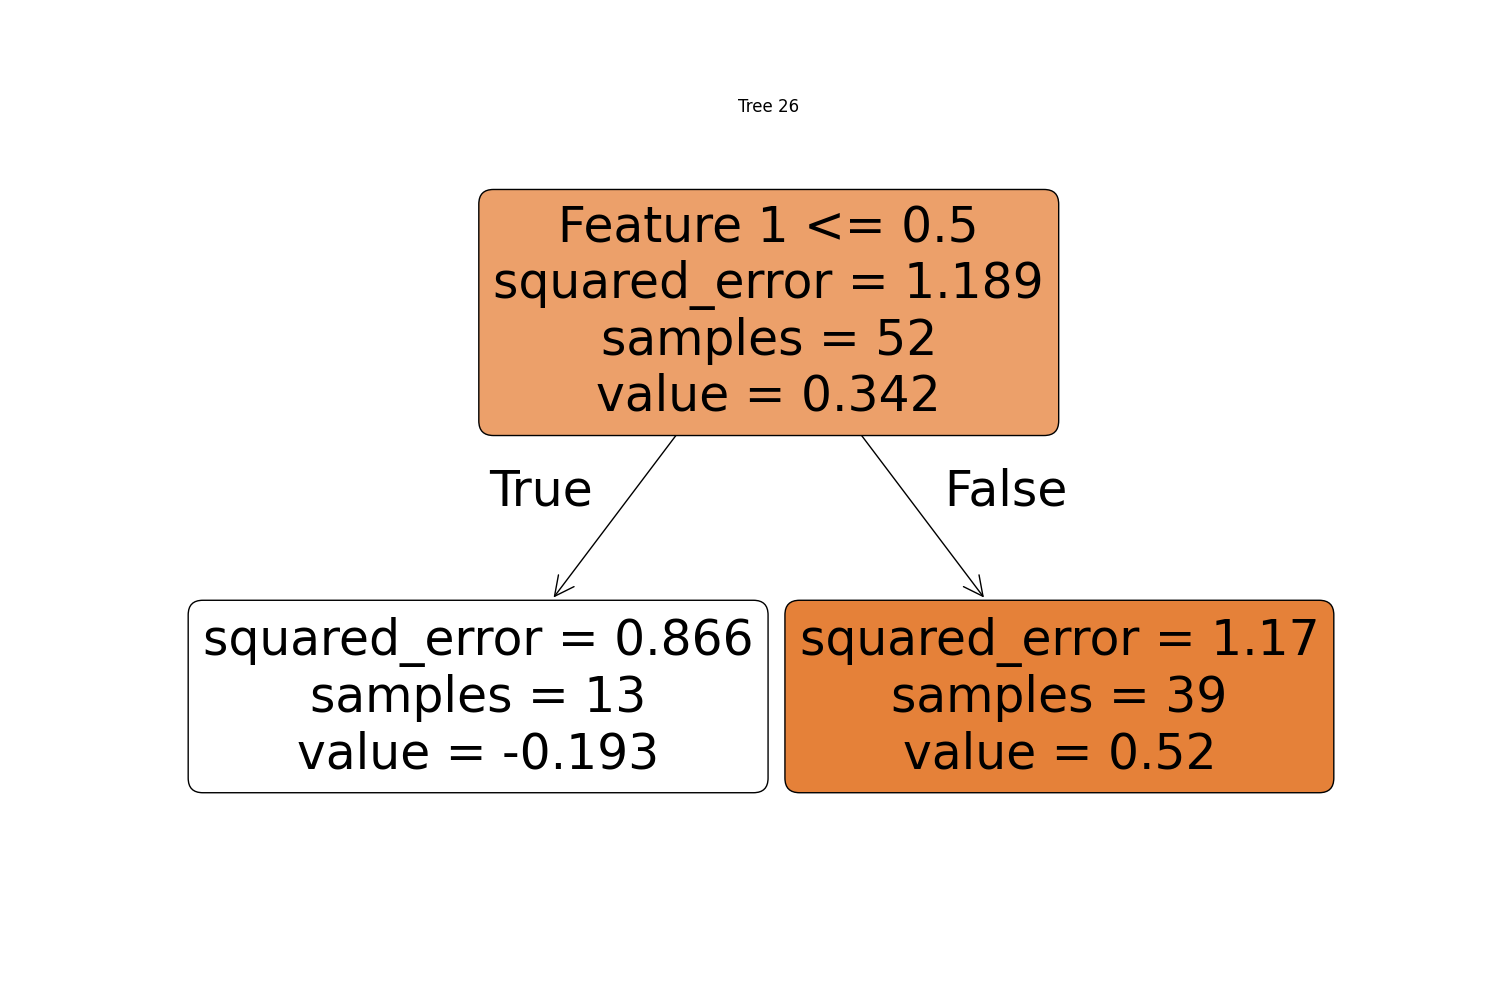 Tree 26
Feature 1 <= 0.5
squared_error = 1.189
samples = 52
value = 0.342
True
False
squared_error = 0.866
samples = 13
value = -0.193
squared_error = 1.17
samples = 39
value = 0.52